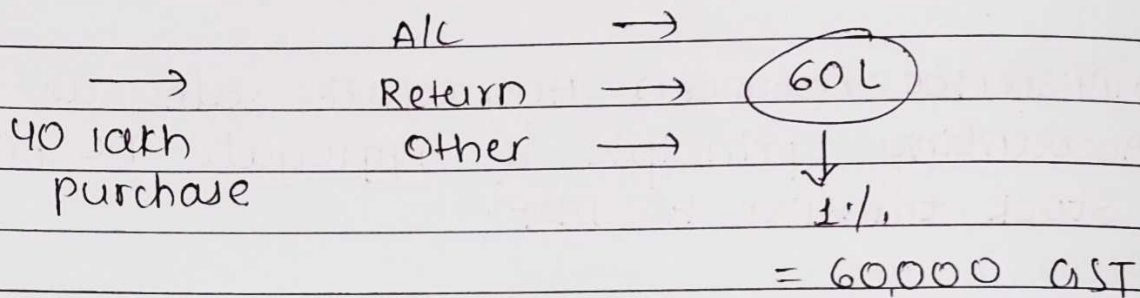 A/C →
→ Return → 60L
40 lakh Other → ↓
purchase 1%
= 60,000 GST